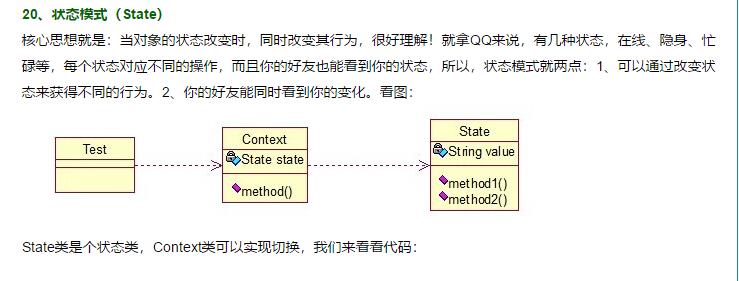 20、状态模式（State）
核心思想就是：当对象的状态改变时，同时改变其行为，很好理解！就拿QQ来说，有几种状态，在线、隐身、忙
碌等，每个状态对应不同的操作，而且你的好友也能看到你的状态，所以，状态模式就两点：1、可以通过改变状
态来获得不同的行为。2、你的好友能同时看到你的变化。看图：
Test
Context
State state
method()
State
String value
method1()
method2()
State类是个状态类，Context类可以实现切换，我们来看看代码：